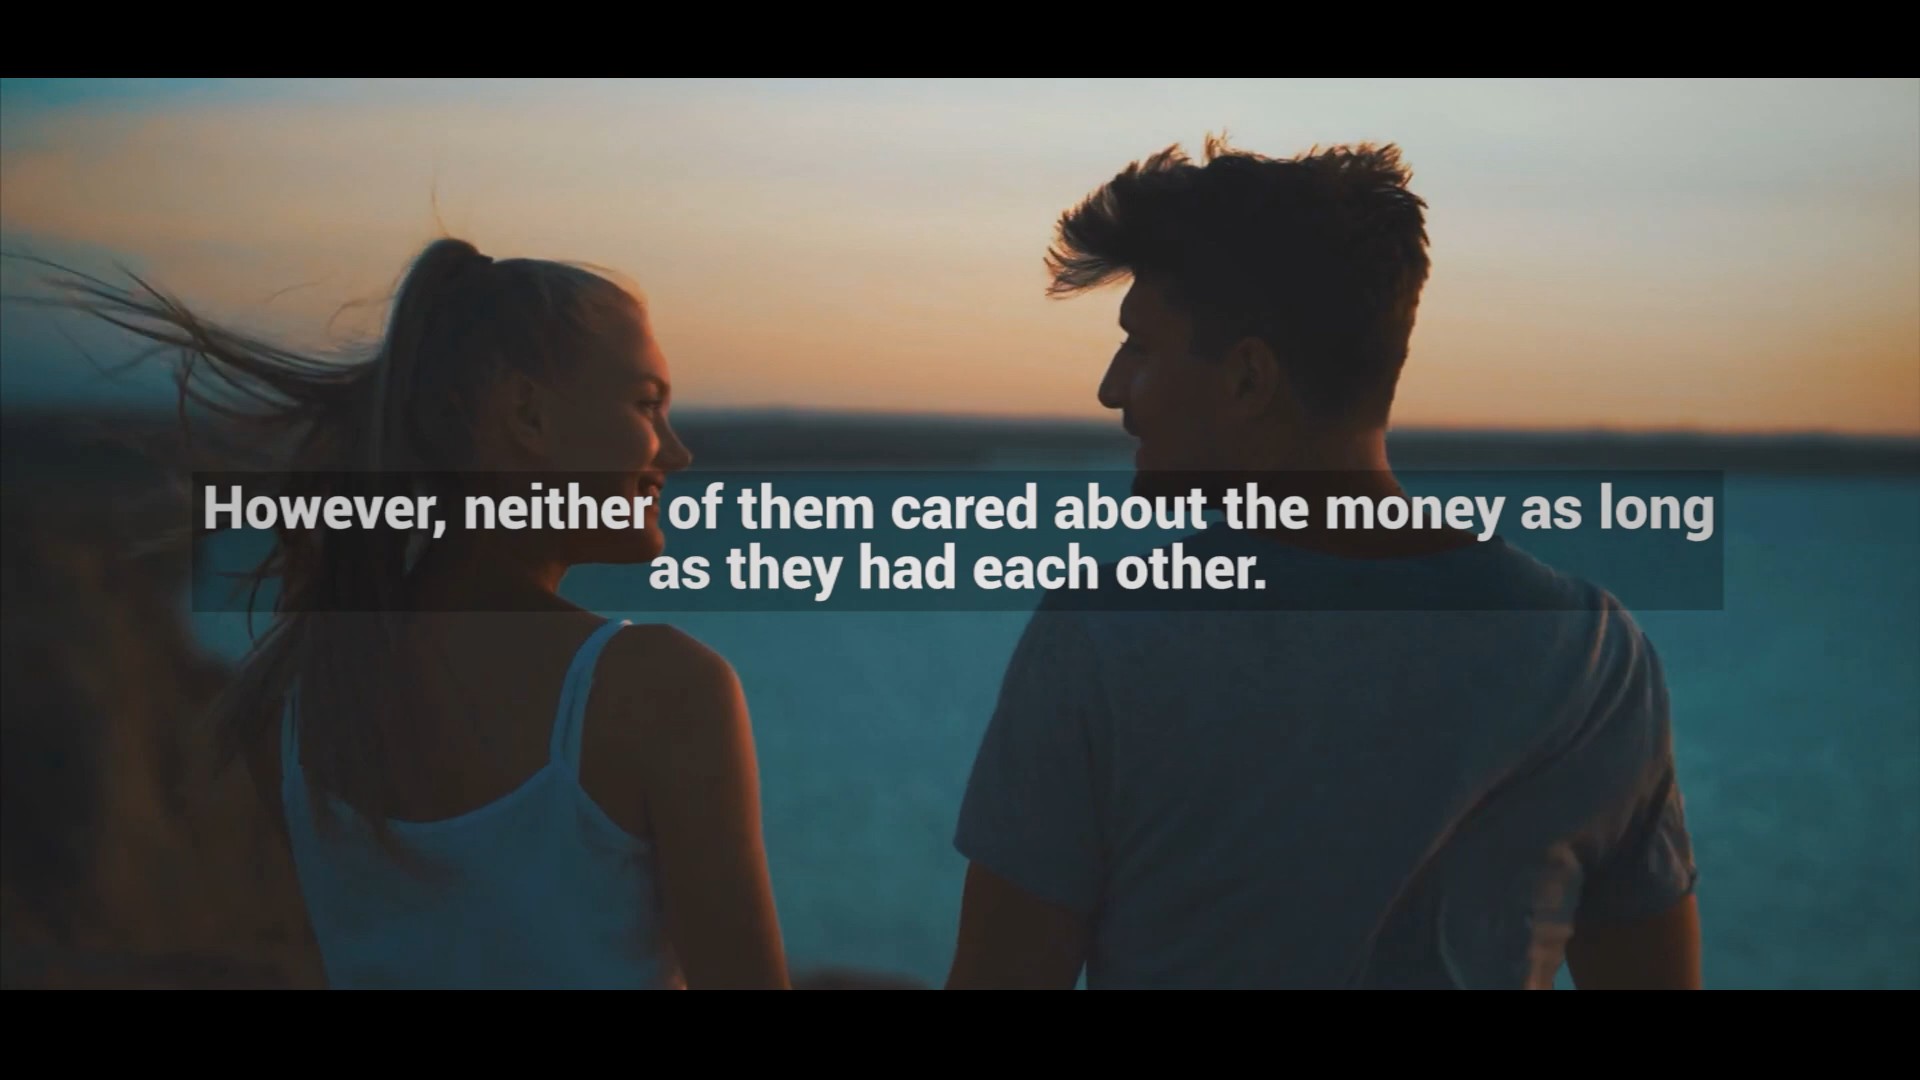 However, neither of them cared about the money as long
as they had each other.